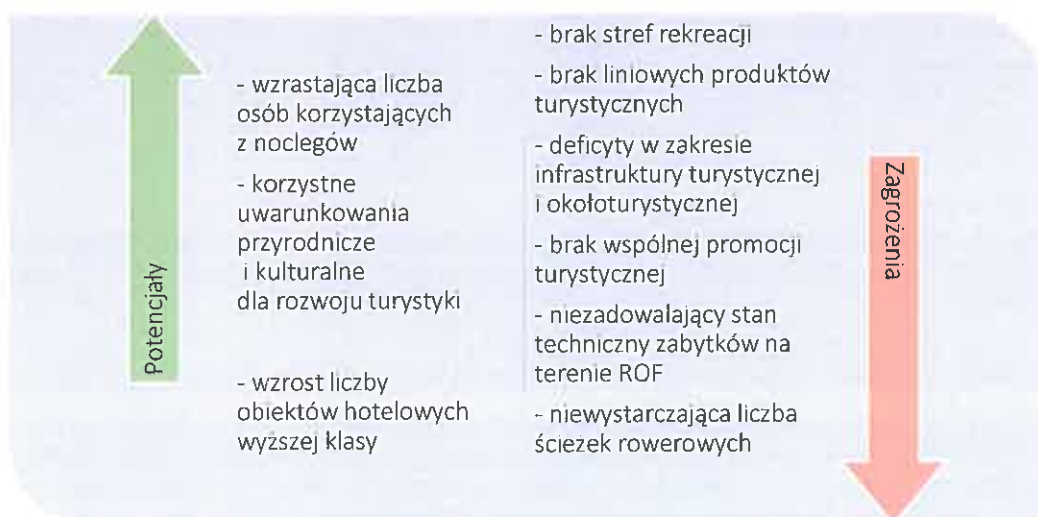 Potencjały
- wzrastająca liczba
osób korzystających
z noclegów
- korzystne
uwarunkowania
przyrodnicze
i kulturalne
dla rozwoju turystyki
- wzrost liczby
obiektów hotelowych
wyższej klasy
- brak stref rekreacji
- brak liniowych produktów
turystycznych
- deficyty w zakresie
infrastruktury turystycznej
i okołoturystycznej
- brak wspólnej promocji
turystycznej
- niezadowalający stan
techniczny zabytków na
terenie ROF
- niewystarczająca liczba
ścieżek rowerowych
Zagrożenia